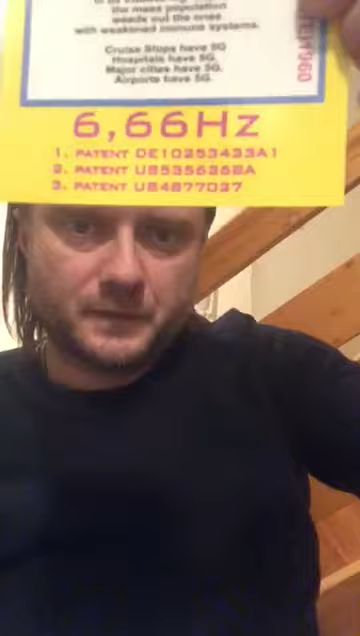 the mass population
weeds out the ones
with weakened immune systems.
Cruise Ships have 5G
Hospitals have 5G.
Major cities have 5G.
Airports have 5G.
6,66Hz
1. PATENT DE10253433A1
2. PATENT US5356368A
3. PATENT US4877027